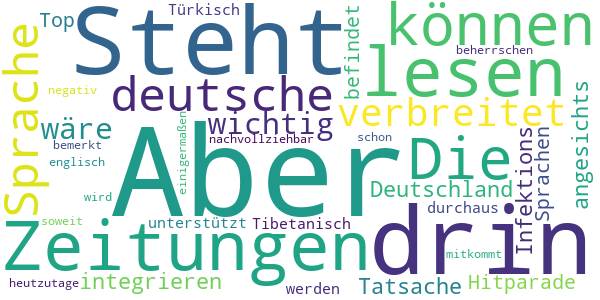 Türkisch
Top Steht können
beherrschen
Sprache negativ deutsche lesen befindet
verbreitet angesichts
wäre wichtig
einigermaßen nachvollziehbar schon
bemerkt Aber Die
englisch Infektions Sprachen
wird Deutschland
soweit unterstützt Tibetanisch durchaus
Zeitungen drin
mitkommt
heutzutage integrieren werden Tatsache Hitparade